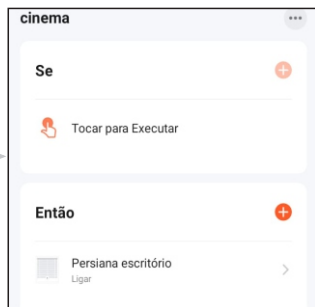 cinema
Se
Tocar para Executar
Então
Persiana escritório
Ligar